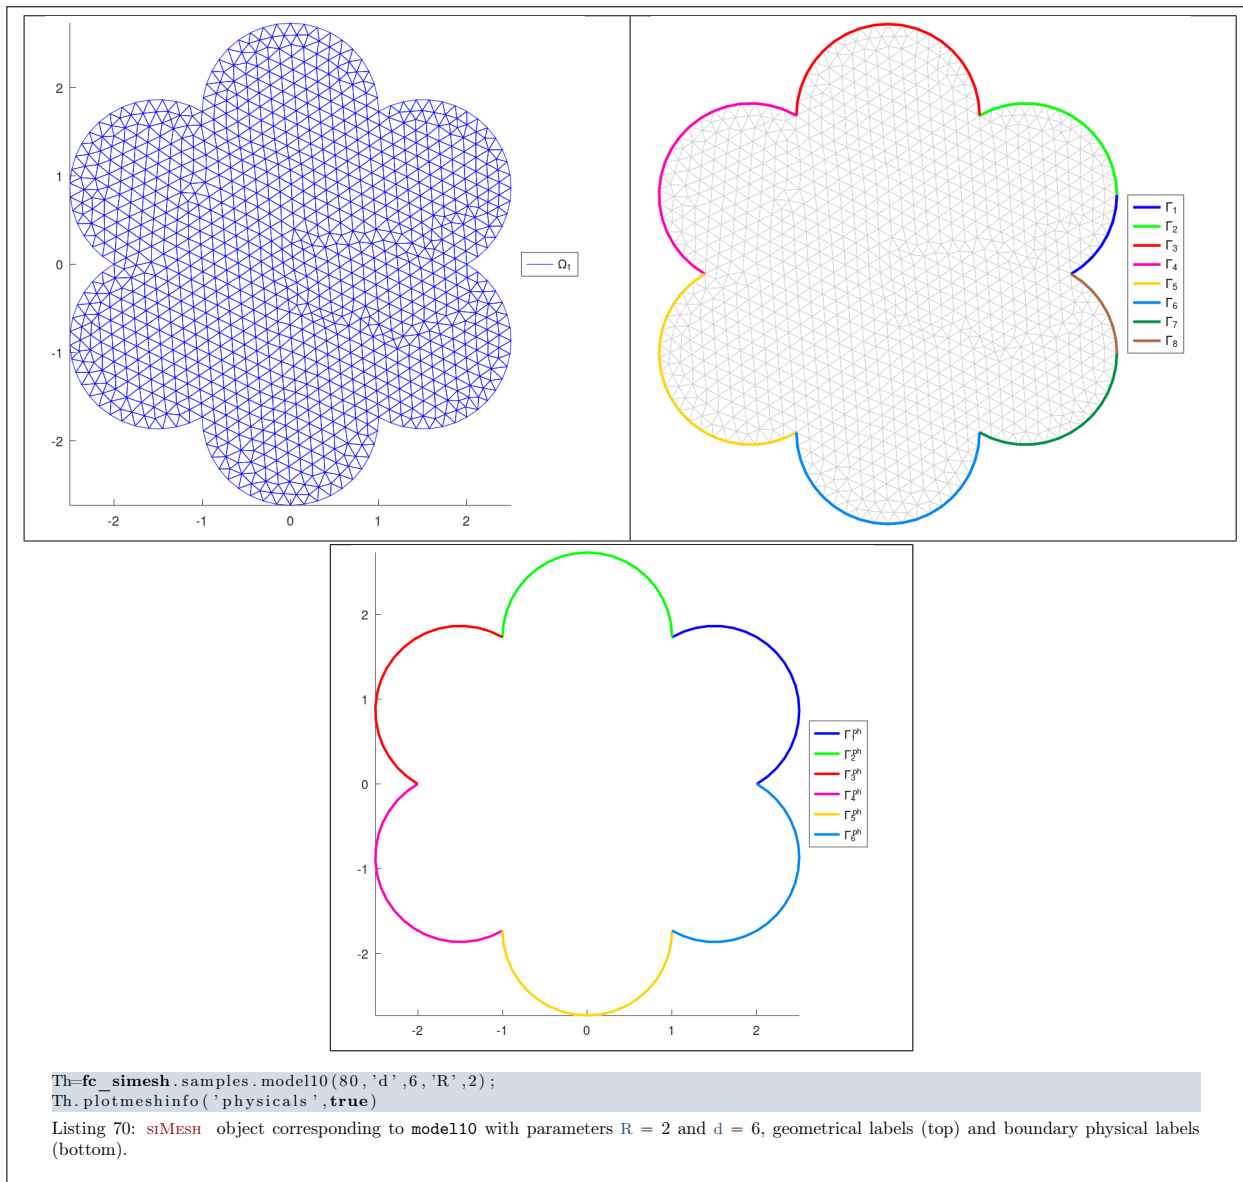 2
1
0
-1
-2
-2
-1
0
1
2
Ω1
Γ1
Γ2
Γ3
Γ4
Γ5
Γ6
Γ7
Γ8
2
1
0
-1
-2
-2
-1
0
1
2
Γ1ph
Γ2ph
Γ3ph
Γ4ph
Γ5ph
Γ6ph
Th=fc_simesh.samples.model10(80,'d',6,'R',2);
Th.plotmeshinfo('physicals',true)
Listing 70: siMesh object corresponding to model10 with parameters R = 2 and d = 6, geometrical labels (top) and boundary physical labels
(bottom).